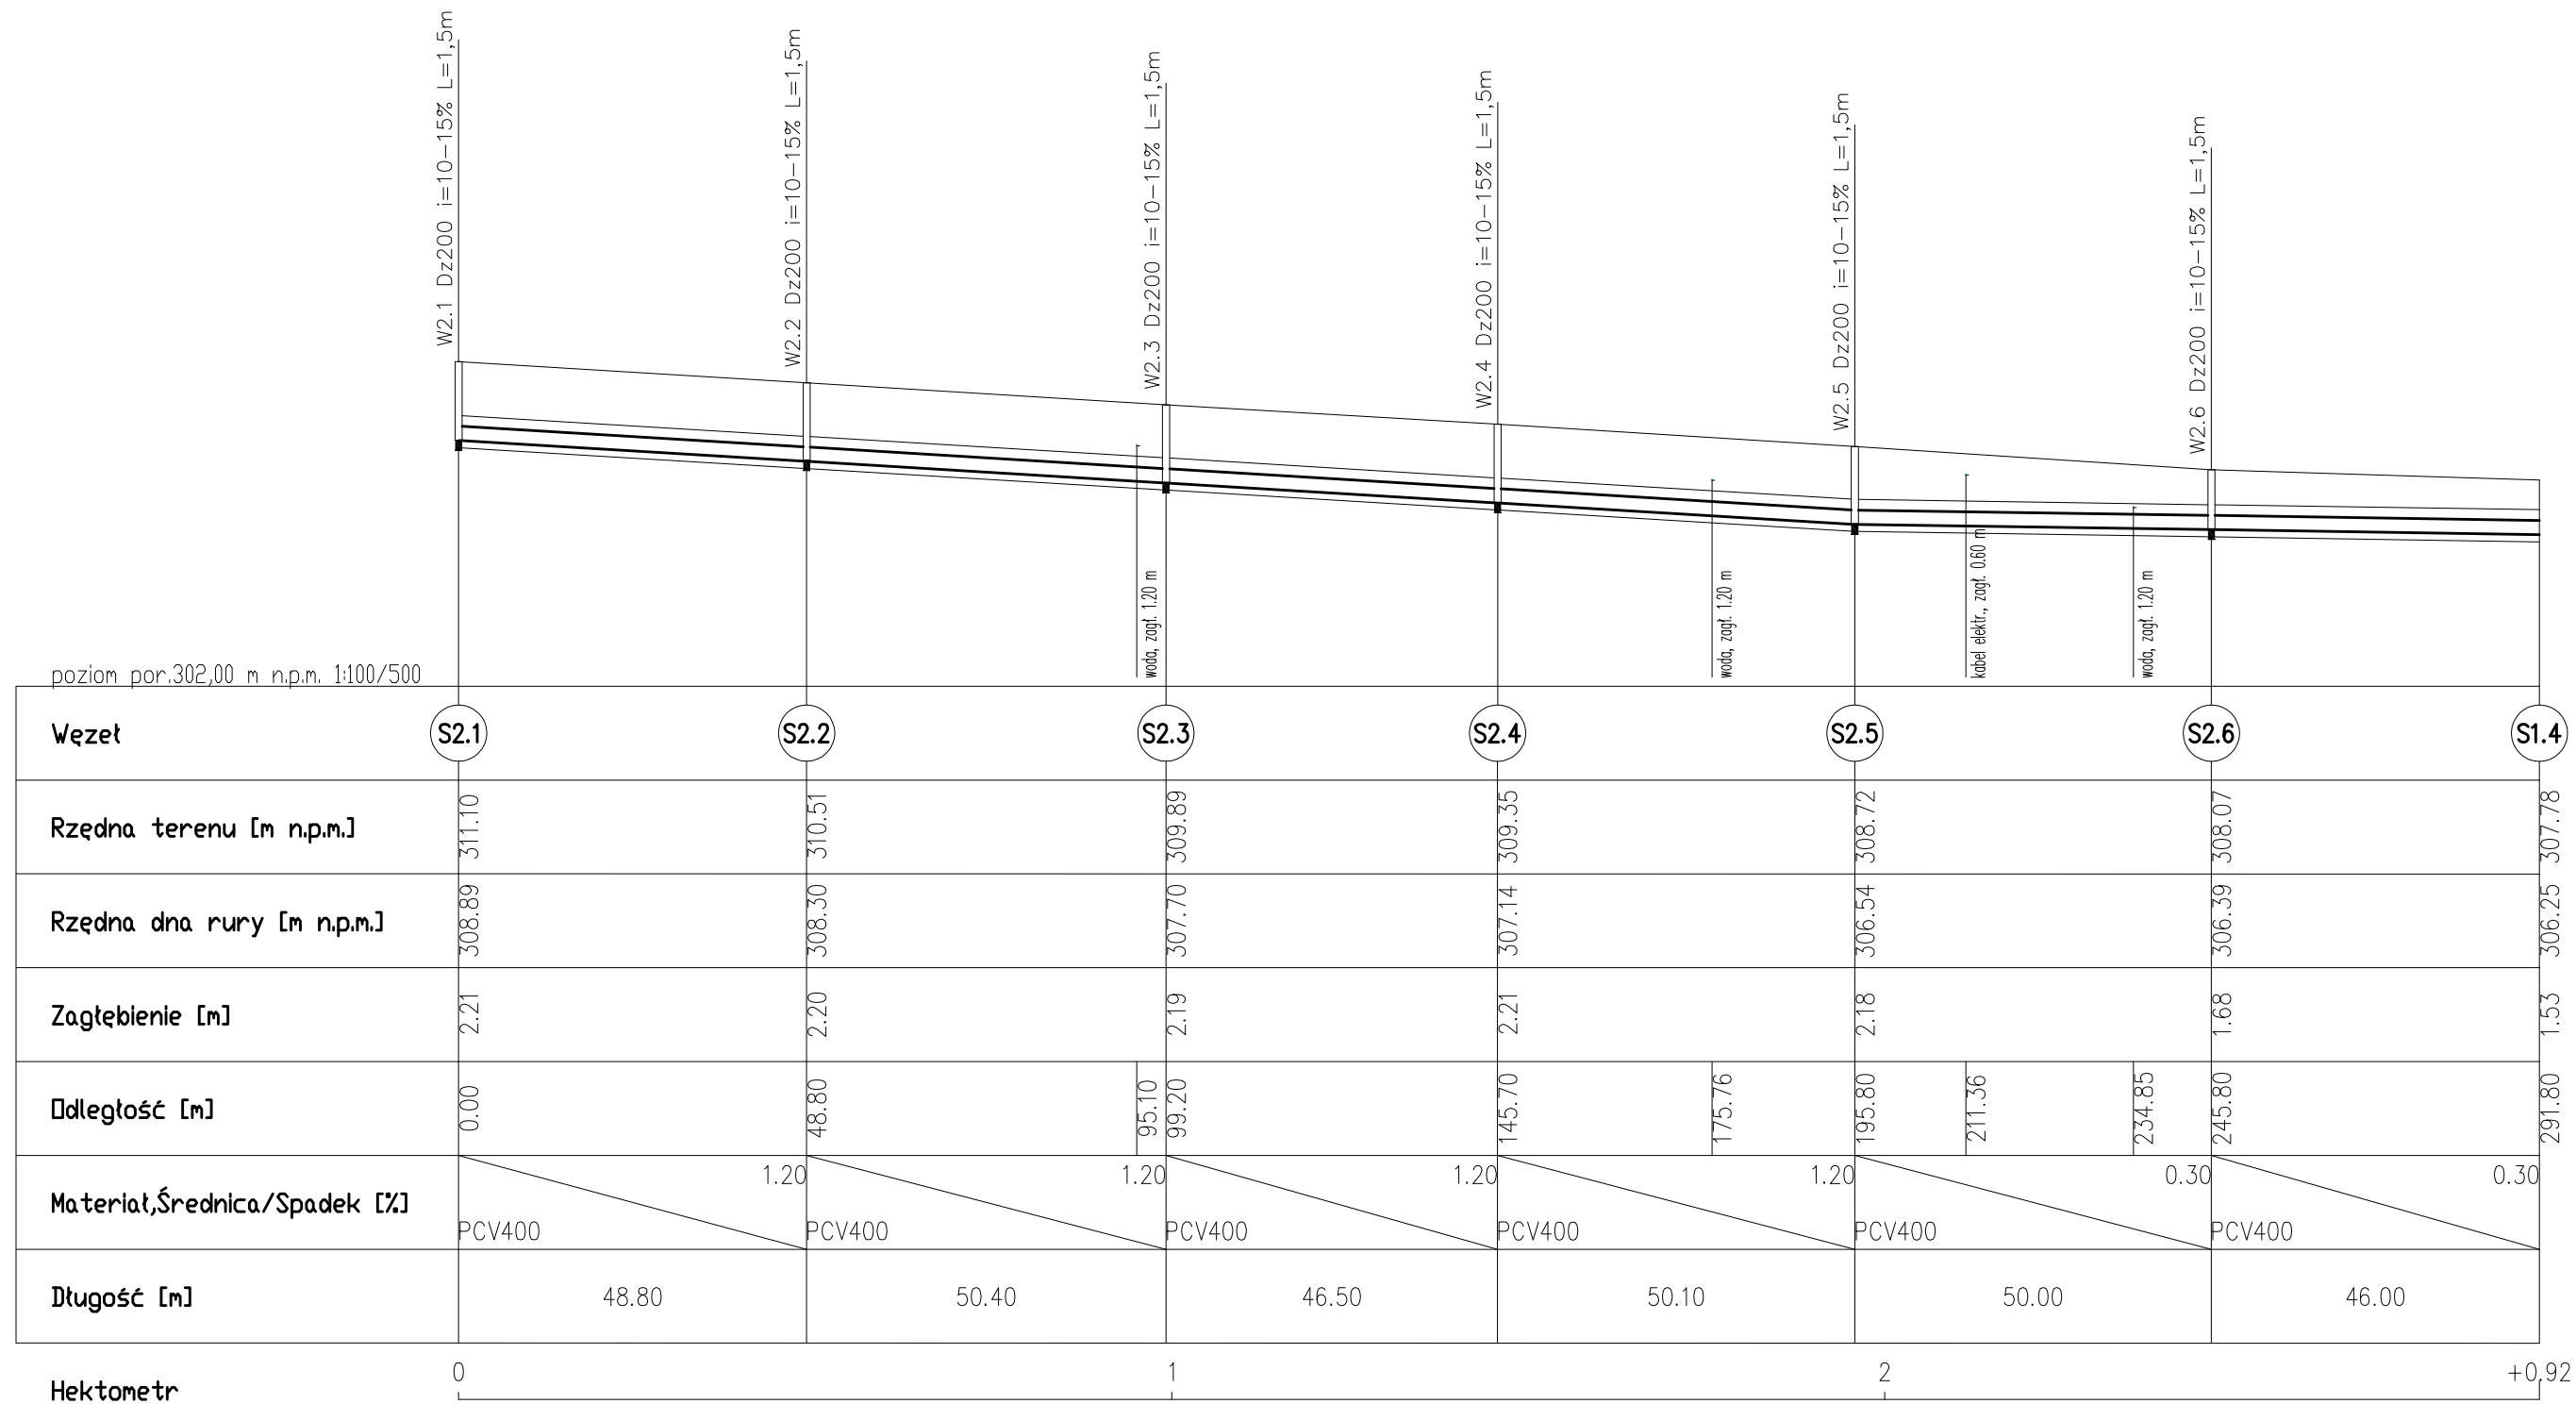 W2.1 Dz200 i=10-15% L=1,5m
W2.2 Dz200 i=10-15% L=1,5m
W2.3 Dz200 i=10-15% L=1,5m
W2.4 Dz200 i=10-15% L=1,5m
W2.5 Dz200 i=10-15% L=1,5m
W2.6 Dz200 i=10-15% L=1,5m
woda, zagł. 1.20 m
woda, zagł. 1.20 m
kabel elektr., zagł. 0.60 m
woda, zagł. 1.20 m
poziom por.302,00 m n.p.m. 1:100/500
Węzeł S2.1 S2.2 S2.3 S2.4 S2.5 S2.6 S1.4
Rzędna terenu [m n.p.m.] 311.10 310.51 309.89 309.35 308.72 308.07 307.78
Rzędna dna rury [m n.p.m.] 308.89 308.30 307.70 307.14 306.54 306.39 306.25
Zagłębienie [m] 2.21 2.20 2.19 2.21 2.18 1.68 1.53
Odległość [m] 0.00 48.80 95.10 99.20 145.70 175.76 195.80 211.36 234.85 245.80 291.80
Materiał,Średnica/Spadek [%] 1.20 1.20 1.20 1.20 0.30 0.30
PCV400 PCV400 PCV400 PCV400 PCV400 PCV400
Długość [m] 48.80 50.40 46.50 50.10 50.00 46.00
Hektometr 0 1 2 +0.92